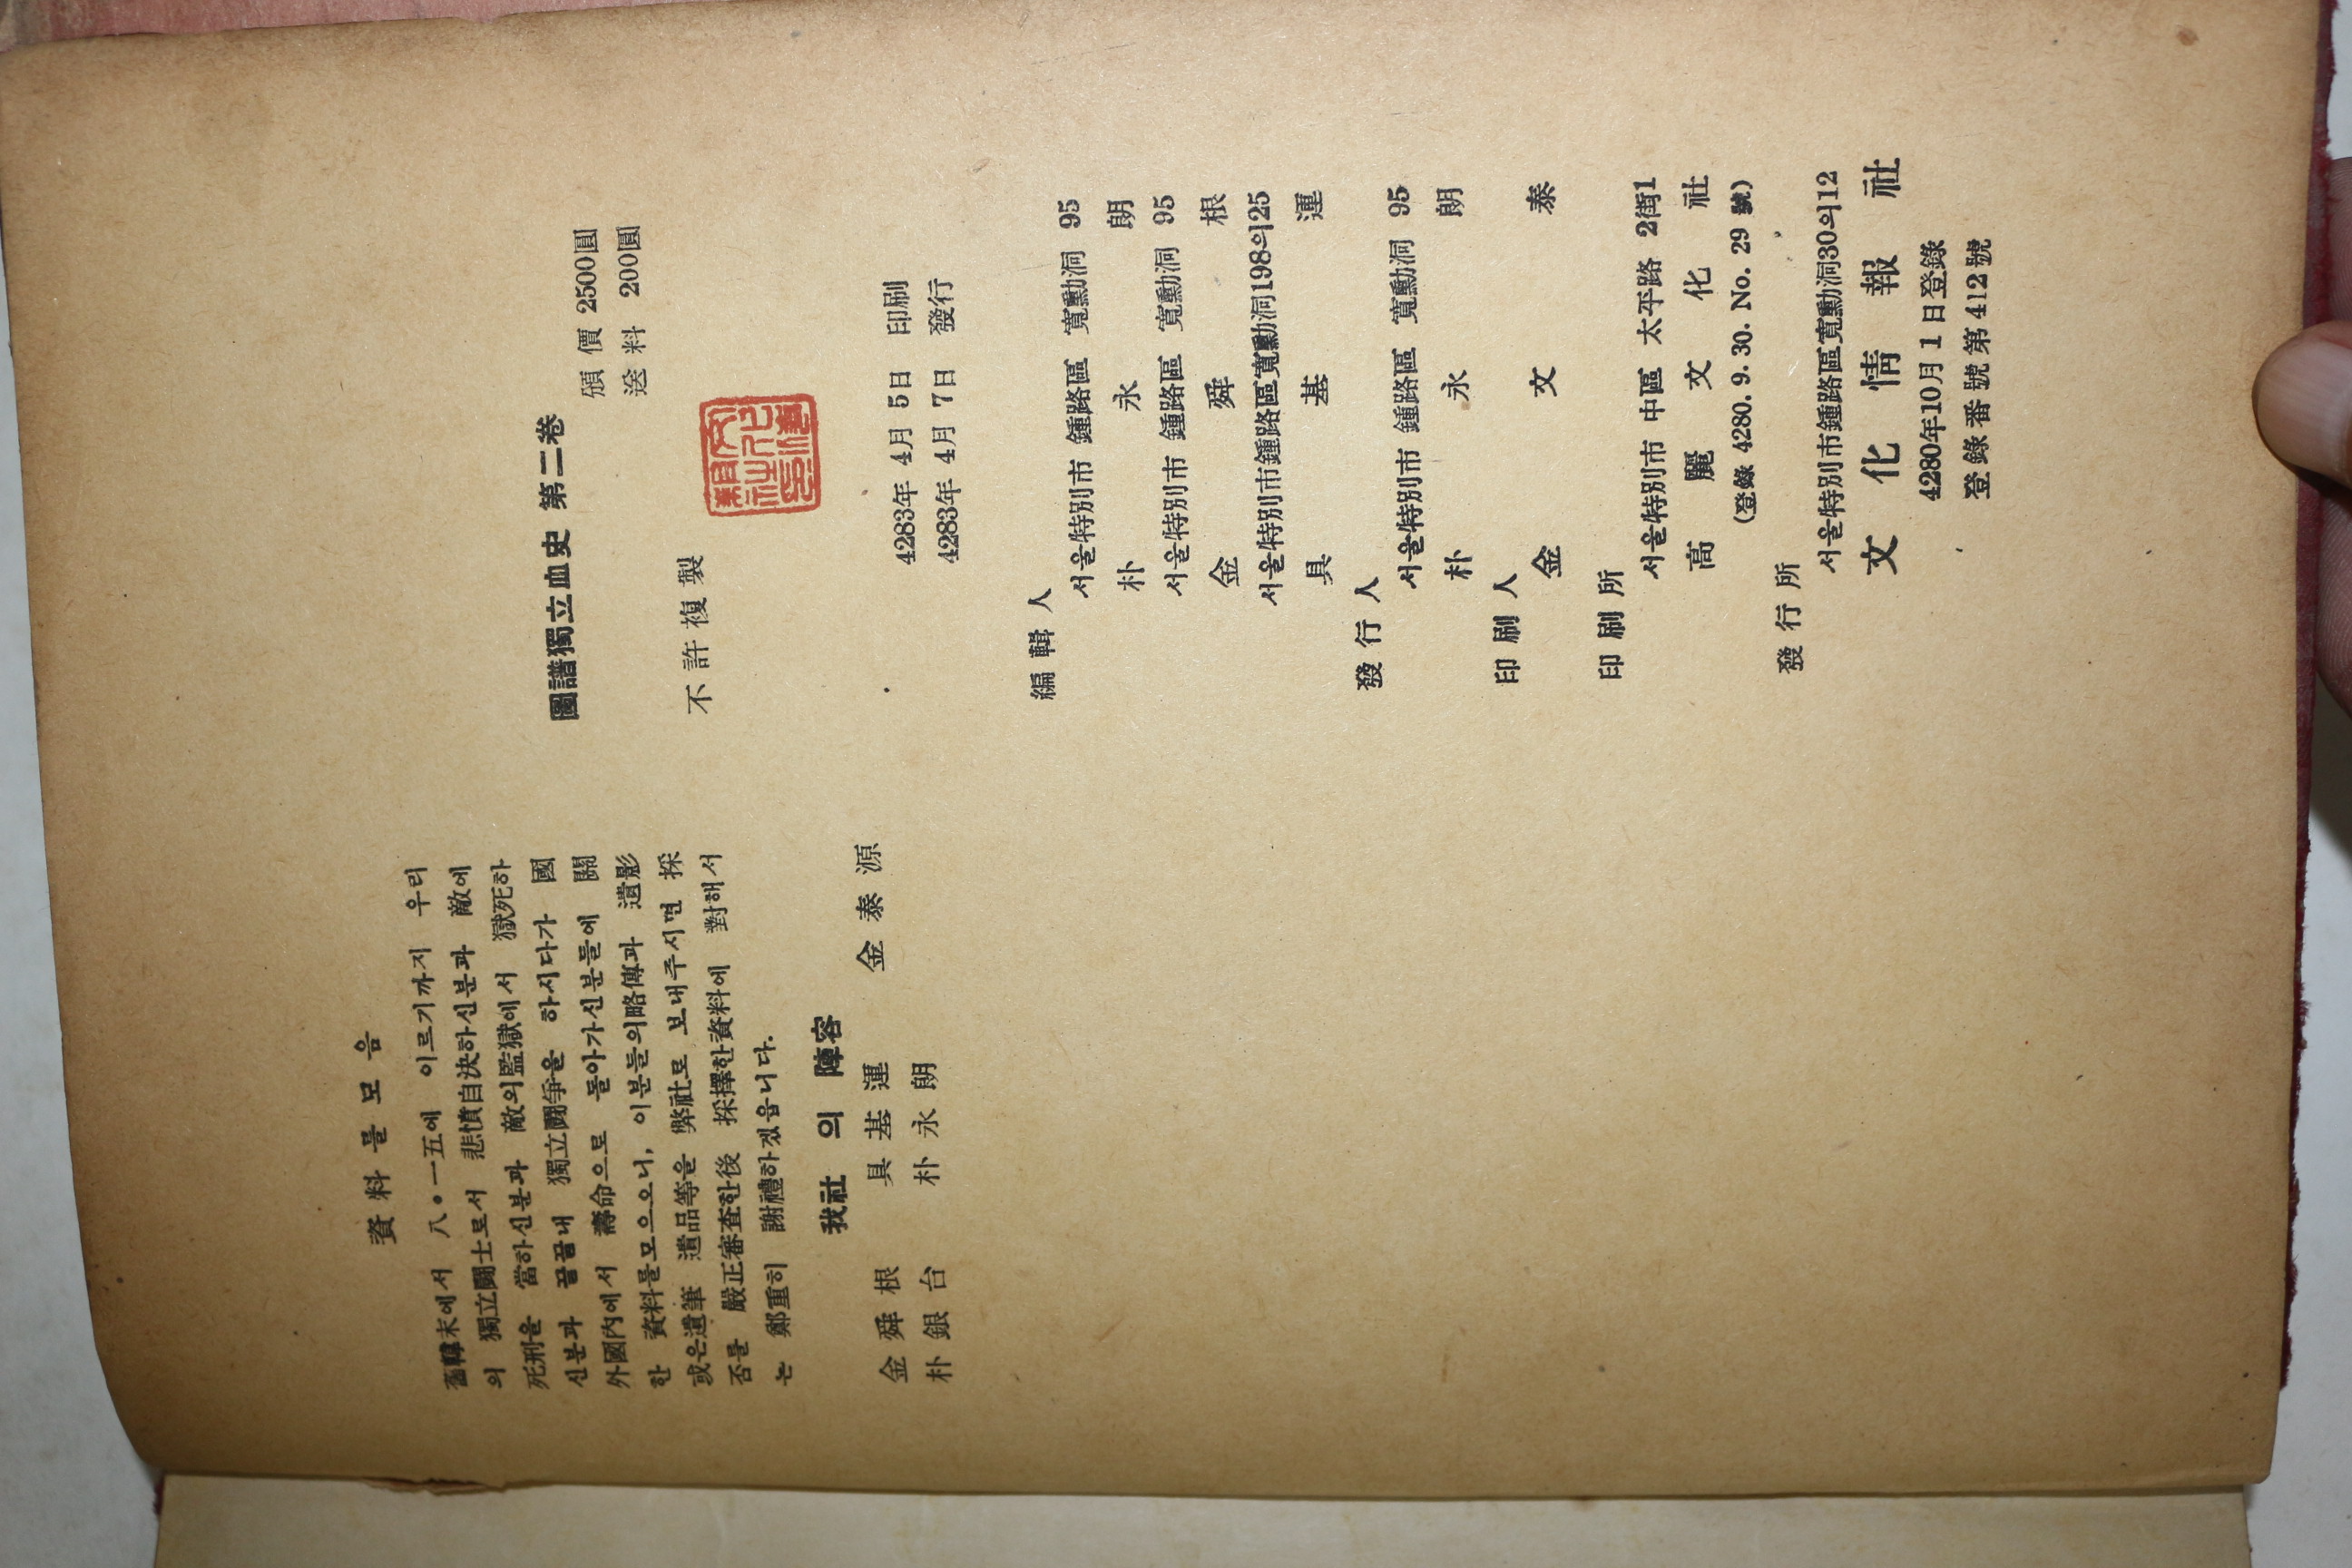 資料를모음
舊韓末에서 八•一五에 이르기까지 우리
의 獨立鬪士로서 悲憤自決하신분과 敵에
死刑을 當하신분과 敵의監獄에서 獄死하
신분과 끝끝내 獨立鬪爭을 하시다가 國
外國內에서 壽命으로 돌아가신분들에 關
한 資料를모으오니, 이분들의略傳과 遺影
或은遺筆 遺品等을 弊社로 보내주시면 採
否를 嚴正審査한後 採擇한資料에 對해서
는 鄭重히 謝禮하겠읍니다.
我社의 陣容
金舜根 具基運 金泰源
朴銀台 朴永朗
圖譜獨立血史 第二卷
頒價 2500圓
送料 200圓
不許複製
4283年 4月 5日 印刷
4283年 4月 7日 發行
編輯人
서울特別市 鍾路區 寬勳洞 95
朴永朗
서울特別市 鍾路區 寬勳洞 95
金舜根
서울特別市鍾路區寬勳洞198의25
具基運
發行人
서울特別市 鍾路區 寬勳洞 95
朴永朗
印刷人
金文泰
印刷所
서울特別市 中區 太平路 2街1
高麗文化社
(登錄 4280. 9. 30. No. 29 號)
發行所
서울特別市鍾路區寬勳洞30의12
文化情報社
4280年10月1日登錄
登錄番號第412號